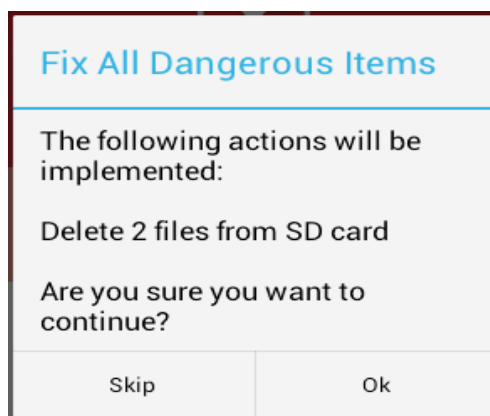 Fix All Dangerous Items
The following actions will be
implemented:
Delete 2 files from SD card
Are you sure you want to
continue?
Skip
Ok